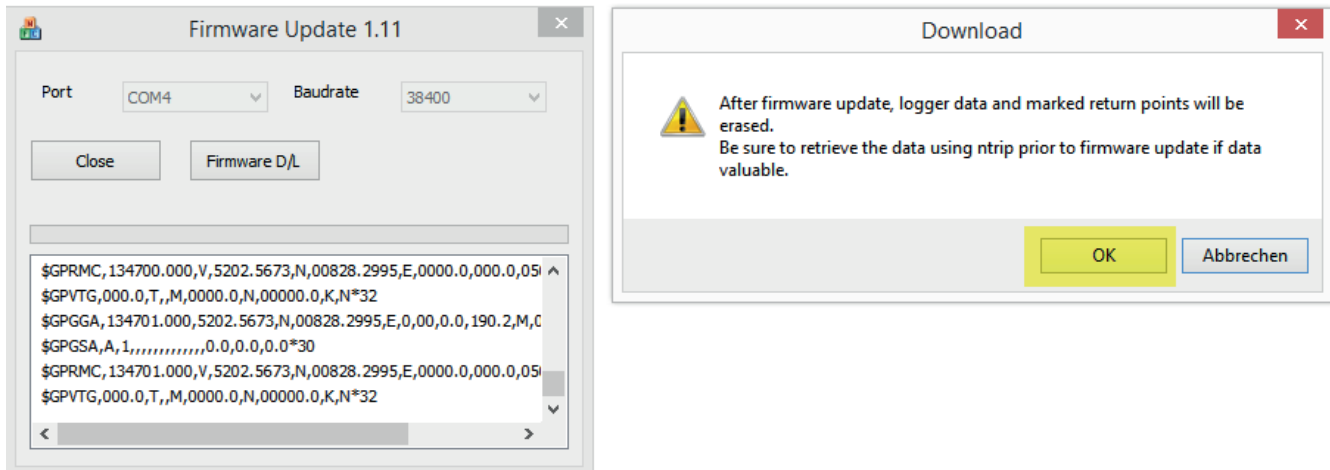 Firmware Update 1.11
Port
COM4
Baudrate
38400
Close
Firmware D/L
$GPRMC,134700.000,V,5202.5673,N,00828.2995,E,0000.0,000.0,05
$GPVTG,000.0,T,,M,0000.0,N,00000.0,K,N*32
$GPGGA,134701.000,5202.5673,N,00828.2995,E,0,00,0.0,190.2,M,0
$GPGSA,A,1,,,,,,,,,,,,,0.0,0.0,0.0*30
$GPRMC,134701.000,V,5202.5673,N,00828.2995,E,0000.0,000.0,05
$GPVTG,000.0,T,,M,0000.0,N,00000.0,K,N*32
Download
After firmware update, logger data and marked return points will be
erased.
Be sure to retrieve the data using ntrip prior to firmware update if data
valuable.
OK
Abbrechen